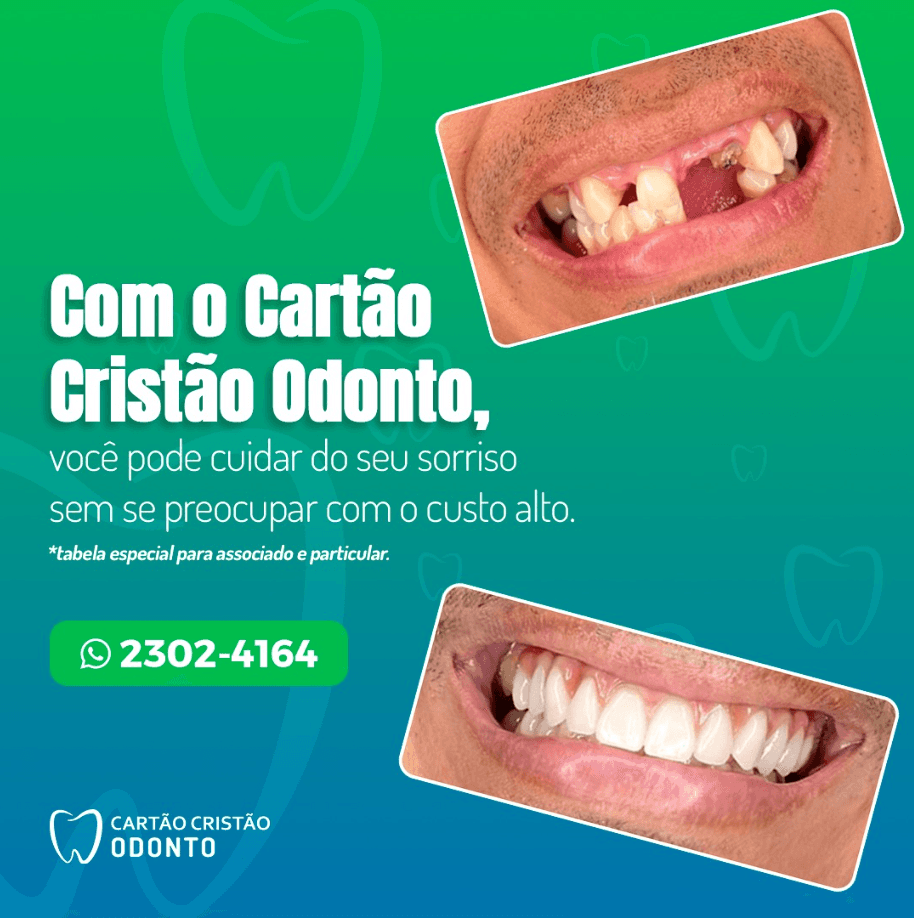 Com o Cartão
Cristão Odonto,
você pode cuidar do seu sorriso
sem se preocupar com o custo alto.
*tabela especial para associado e particular.
2302-4164
CARTÃO CRISTÃO
ODONTO